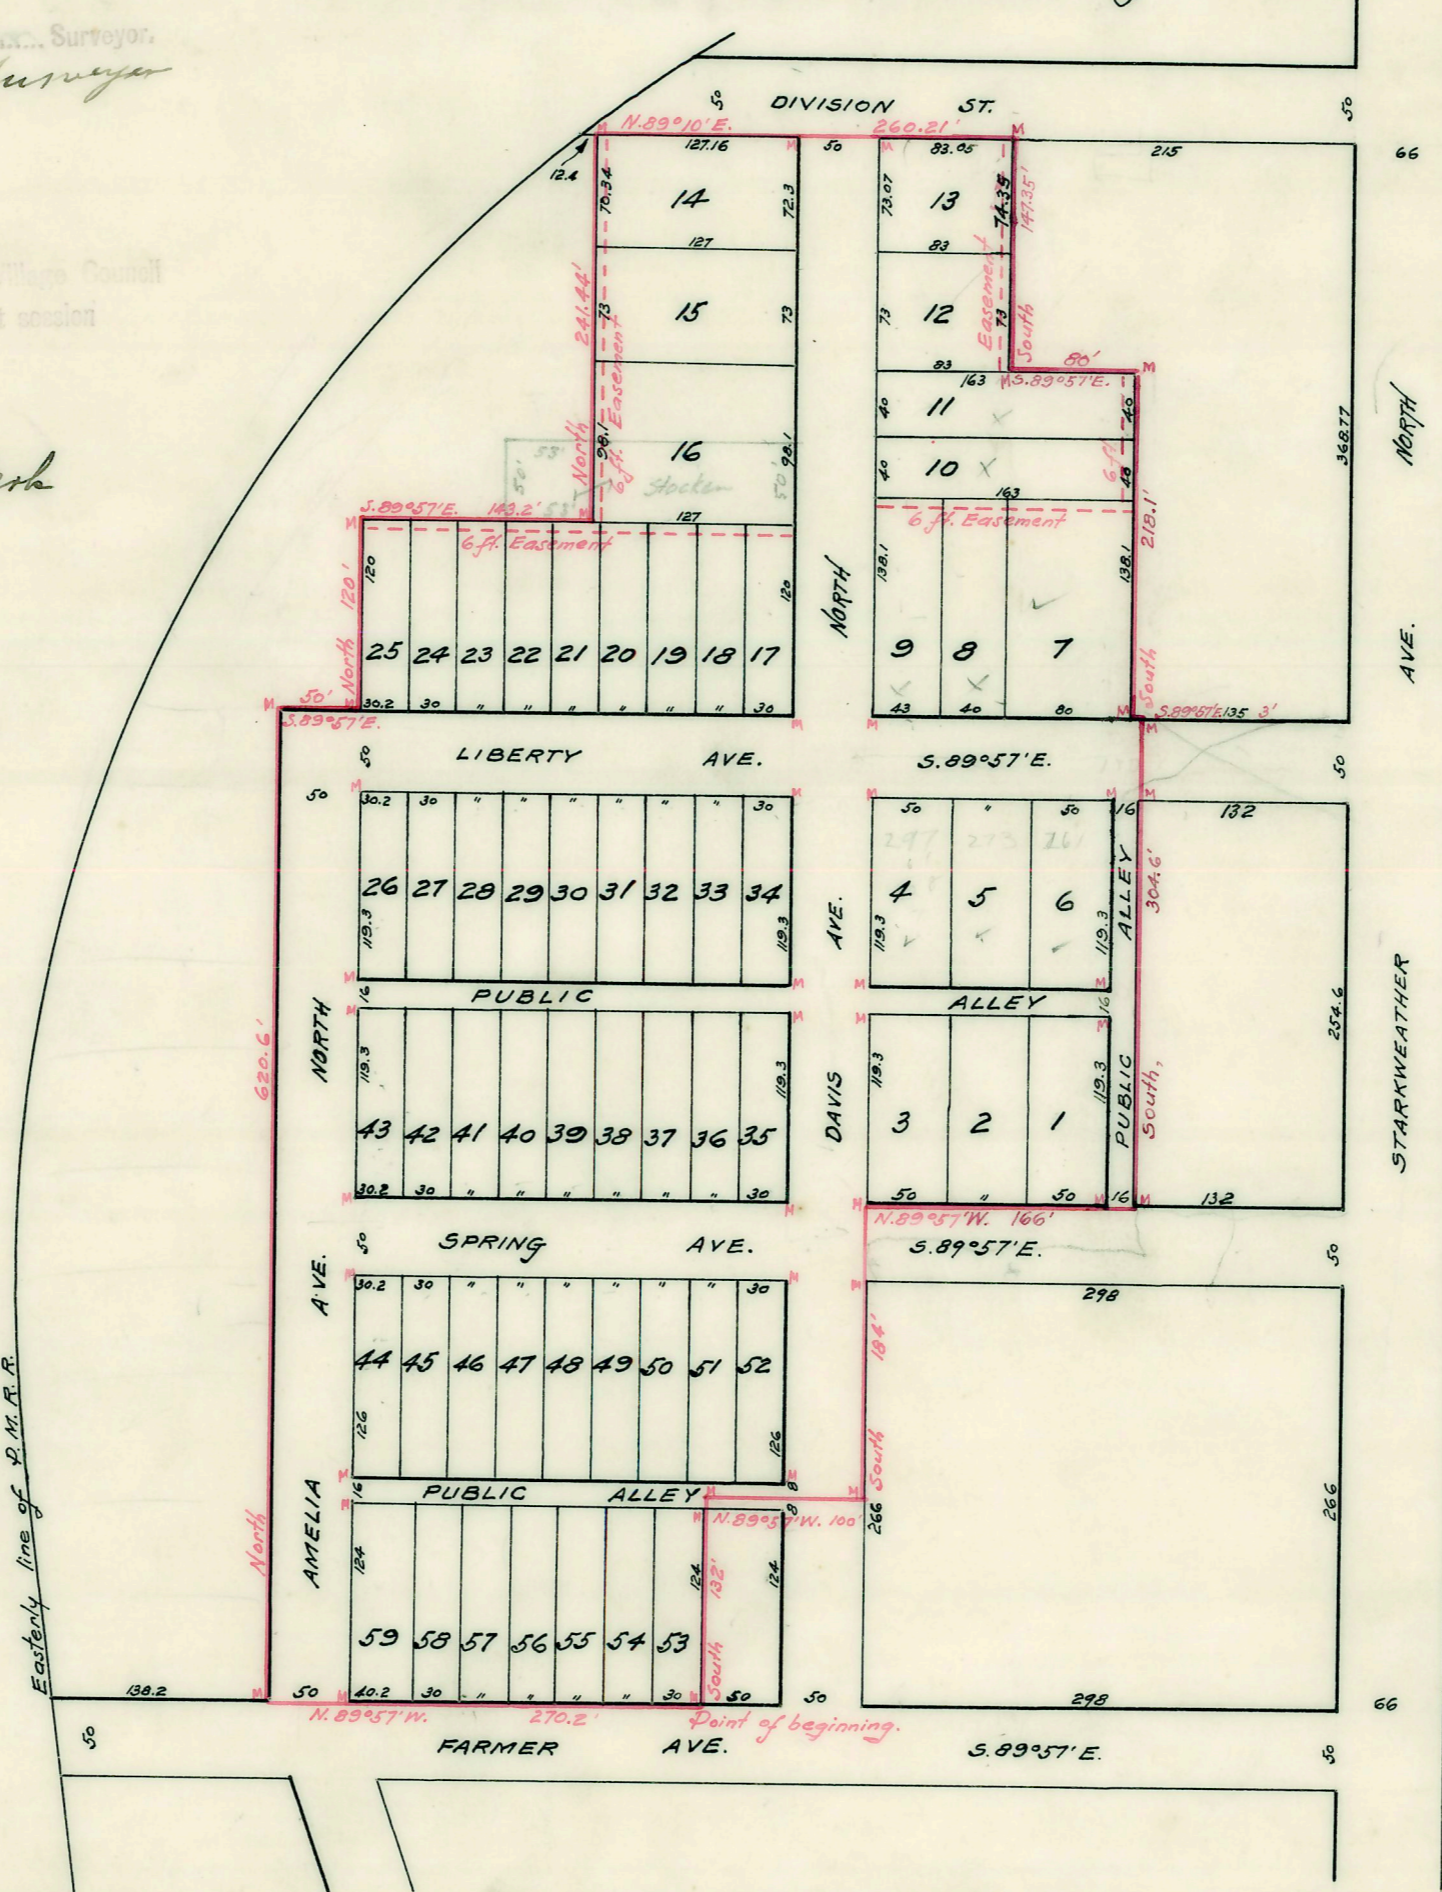 Surveyor.
Surveyor
Village Council
session
50
DIVISION ST.
50
N.89°10'E. 260.21'
127.16
50
83.05
215
66
12.4
70.34
14
72.3
73.07
13
74.35
147.35'
127
83
241.44'
73
15
73
73
12
73
Easement
South
6 ft. Easement
83
80'
163
S.89°57'E.
North
98.1
16
98.1
40
11
40
40
10
40
6 ft.
368.77
NORTH
53'
50'
53'
50'
163
S.89°57'E. 143.2'
127
6 ft. Easement
6 ft. Easement
218.1'
120'
120
120
NORTH
138.1
138.1
North
25 24 23 22 21 20 19 18 17
9 8 7
South
AVE.
50'
30.2 30 " " " " " " 30
43 40 80
S.89°57'E.
S.89°57'E. 135 3'
50
LIBERTY AVE.
S.89°57'E.
50
50
30.2 30 " " " " " " 30
50 " 50
16
132
297 273 261
26 27 28 29 30 31 32 33 34
4 5 6
ALLEY
304.6'
119.3
119.3
AVE.
119.3
119.3
16
PUBLIC
ALLEY
16
NORTH
254.6
STARKWEATHER
620.6'
119.3
119.3
DAVIS
119.3
119.3
PUBLIC
South,
43 42 41 40 39 38 37 36 35
3 2 1
30.2 30 " " " " " " 30
50 " 50
16
132
N.89°57'W. 166'
50
SPRING AVE.
S.89°57'E.
50
AVE.
30.2 30 " " " " " " 30
298
44 45 46 47 48 49 50 51 52
184'
126
126
South
Easterly line of P.M.R.R.
16
PUBLIC ALLEY
8
8
N.89°57'W. 100'
266
266
North
AMELIA
124
124
132'
124
59 58 57 56 55 54 53
South
138.2
50
40.2 30 " " " " 30
50
50
298
66
N.89°57'W. 270.2'
Point of beginning.
50
FARMER AVE.
S.89°57'E.
50